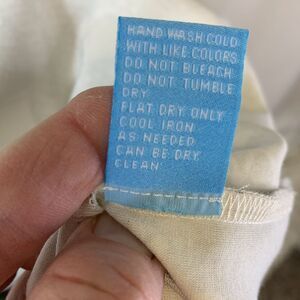 HAND WASH COLD
WITH LIKE COLORS
DO NOT BLEACH
DO NOT TUMBLE
DRY
FLAT DRY ONLY
COOL IRON
AS NEEDED
CAN BE DRY
CLEAN